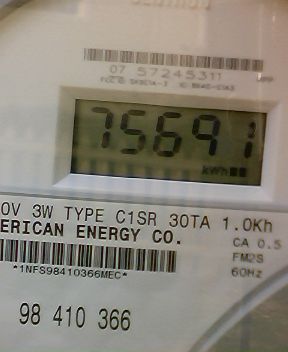 07 57245311
75691
kWh
0V 3W TYPE C1SR 30TA 1.0Kh
ERICAN ENERGY CO.
CA 0.5
FM2S
*1NFS98410366MEC*
60Hz
98 410 366